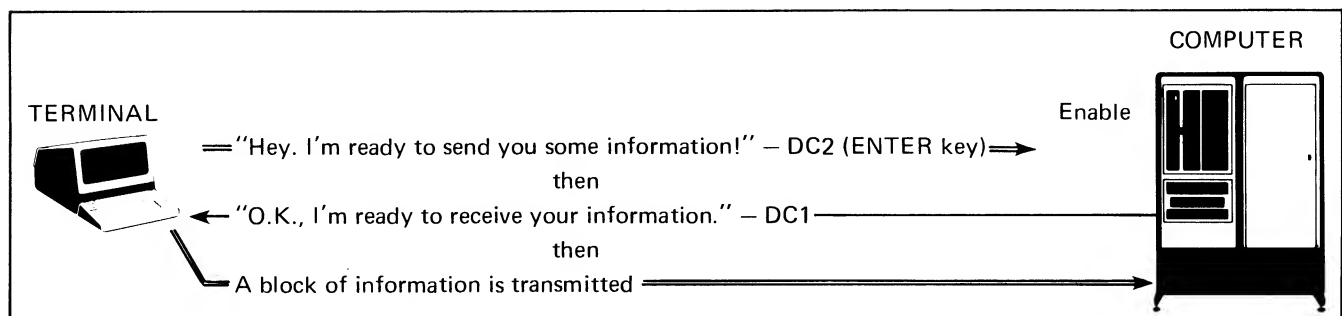 COMPUTER
TERMINAL
Enable
"Hey. I'm ready to send you some information!" – DC2 (ENTER key)
then
"O.K., I'm ready to receive your information." – DC1
then
A block of information is transmitted